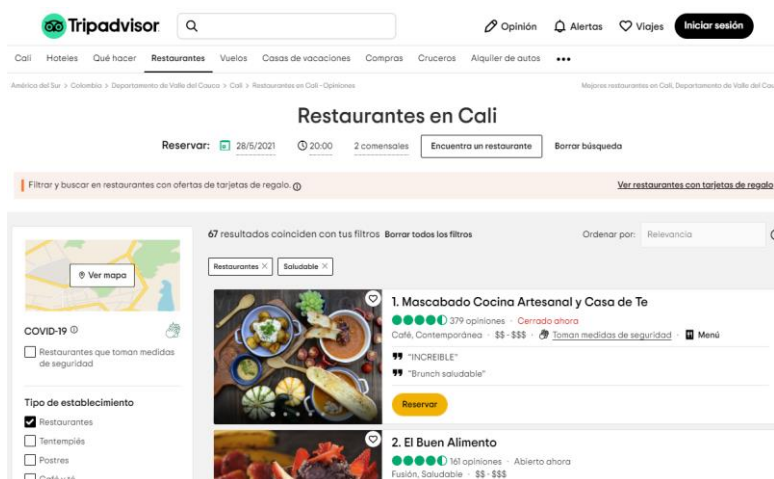 Tripadvisor
Opinión Alertas Viajes Iniciar sesión
Cali Hoteles Qué hacer Restaurantes Vuelos Casas de vacaciones Compras Cruceros Alquiler de autos
América del Sur > Colombia > Departamento de Valle del Cauca > Cali > Restaurantes en Cali - Opiniones
Mejores restaurantes en Cali, Departamento de Valle del Cau
Restaurantes en Cali
Reservar: 28/5/2021 20:00 2 comensales Encuentra un restaurante Borrar búsqueda
Filtrar y buscar en restaurantes con ofertas de tarjetas de regalo. Ver restaurantes con tarjetas de regalo
67 resultados coinciden con tus filtros Borrar todos los filtros Ordenar por: Relevancia
Restaurantes × Saludable ×
Ver mapa
COVID-19
Restaurantes que toman medidas
de seguridad
Tipo de establecimiento
Restaurantes
Tentempiés
Postres
Café y té
1. Mascabado Cocina Artesanal y Casa de Te
379 opiniones · Cerrado ahora
Café, Contemporánea · $$ - $$$ · Toman medidas de seguridad · Menú
"INCREIBLE"
"Brunch saludable"
Reservar
2. El Buen Alimento
161 opiniones · Abierto ahora
Fusión, Saludable · $$ - $$$